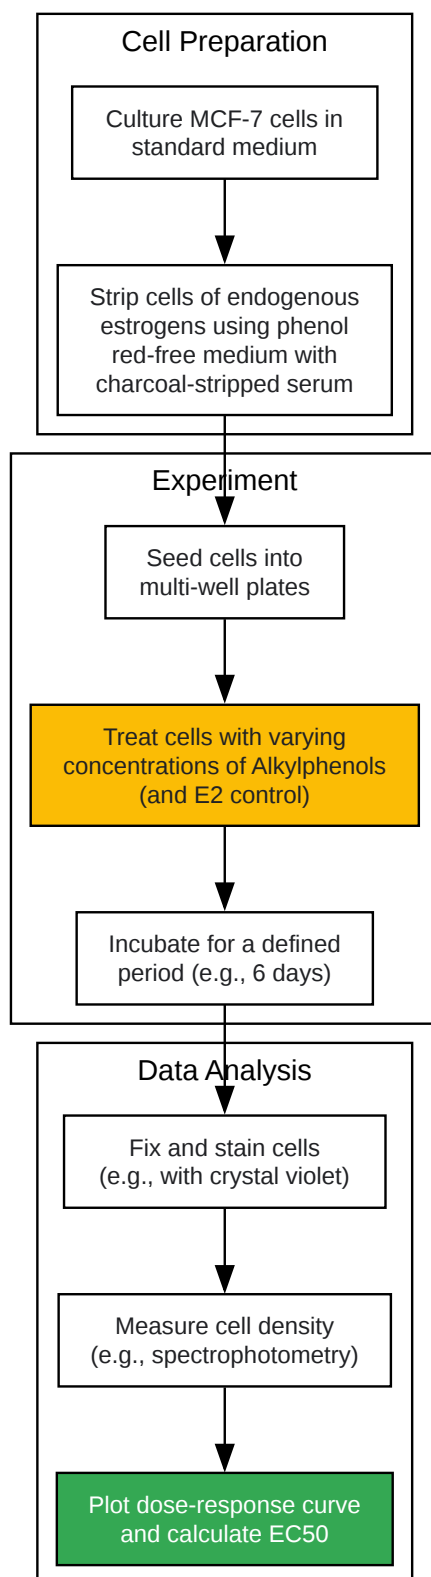 Cell Preparation
Culture MCF-7 cells in
standard medium
Strip cells of endogenous
estrogens using phenol
red-free medium with
charcoal-stripped serum
Experiment
Seed cells into
multi-well plates
Treat cells with varying
concentrations of Alkylphenols
(and E2 control)
Incubate for a defined
period (e.g., 6 days)
Data Analysis
Fix and stain cells
(e.g., with crystal violet)
Measure cell density
(e.g., spectrophotometry)
Plot dose-response curve
and calculate EC50